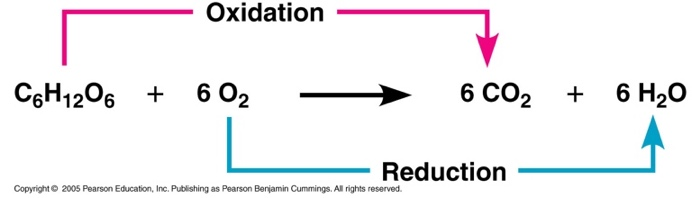 Oxidation
C₆H₁₂O₆ + 6 O₂ 6 CO₂ + 6 H₂O
Reduction
Copyright © 2005 Pearson Education, Inc. Publishing as Pearson Benjamin Cummings. All rights reserved.